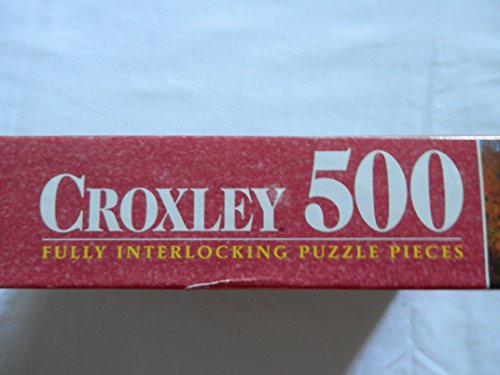 CROXLEY 500
FULLY INTERLOCKING PUZZLE PIECES